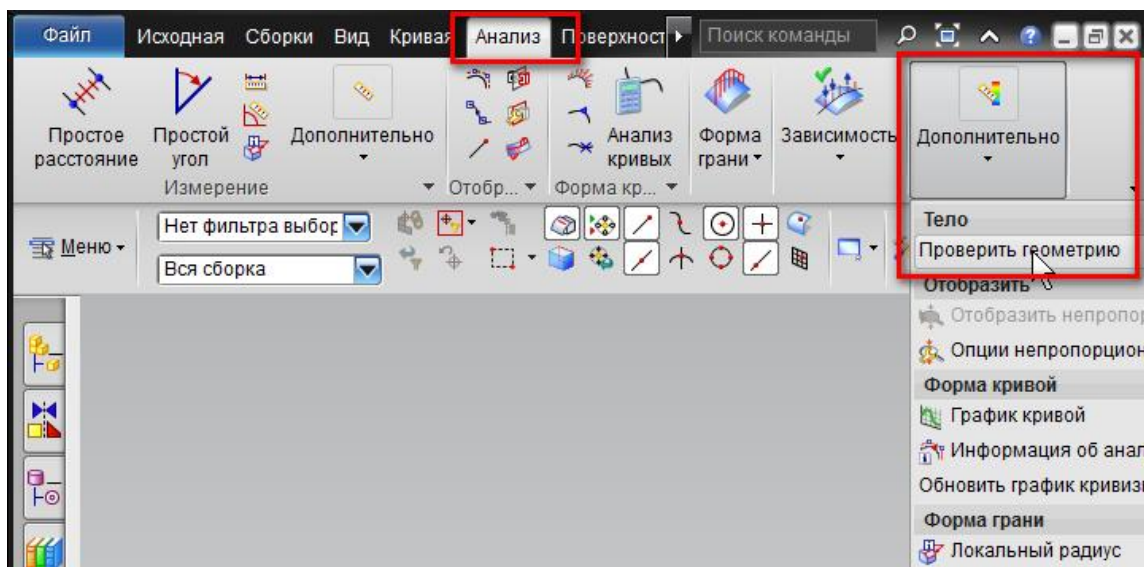 Файл Исходная Сборки Вид Кривая Анализ Поверхност Поиск команды
Простое расстояние
Простой угол
Дополнительно
Анализ кривых
Форма грани
Зависимость
Дополнительно
Измерение Отобр... Форма кр...
Меню
Нет фильтра выбор
Вся сборка
Тело
Проверить геометрию
Отобразить
Отобразить непропор
Опции непропорцион
Форма кривой
График кривой
Информация об анал
Обновить график кривиз
Форма грани
Локальный радиус